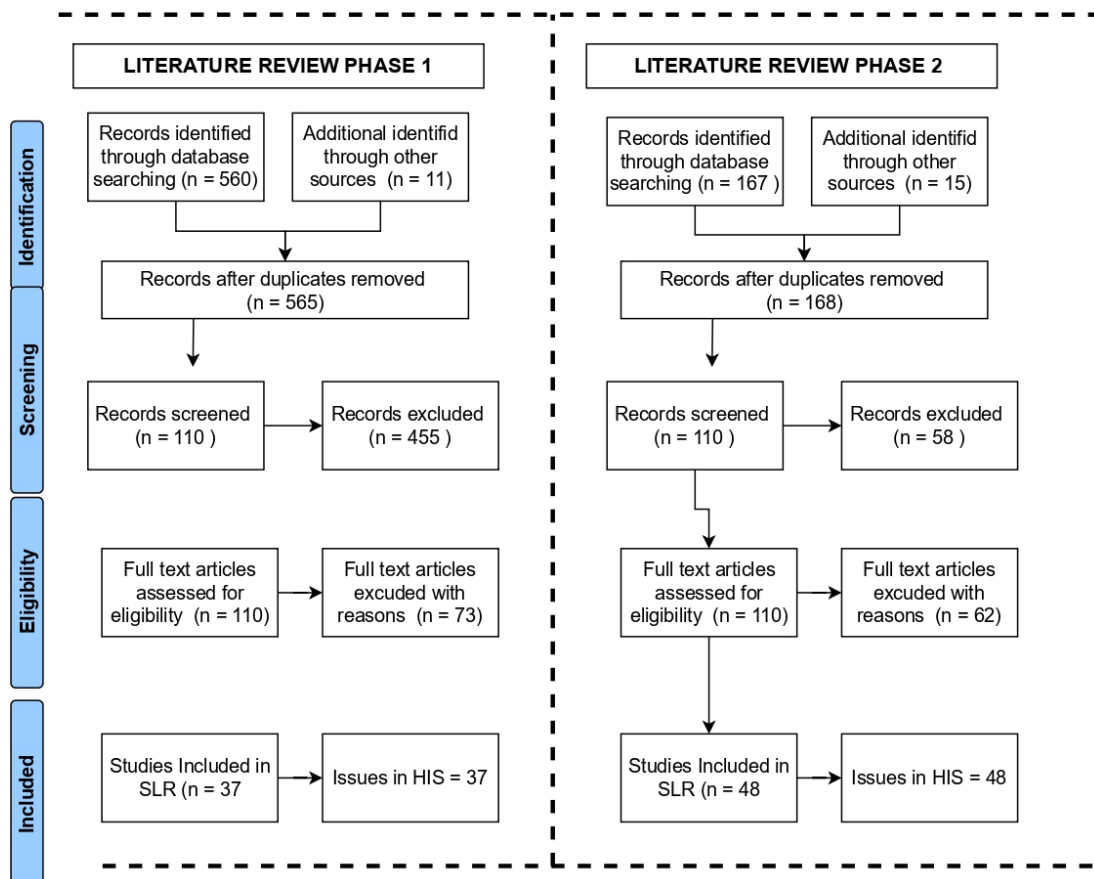 LITERATURE REVIEW PHASE 1
LITERATURE REVIEW PHASE 2
Identification
Records identified
through database
searching (n = 560)
Additional identifid
through other
sources (n = 11)
Records identified
through database
searching (n = 167 )
Additional identifid
through other
sources (n = 15)
Records after duplicates removed
(n = 565)
Records after duplicates removed
(n = 168)
Screening
Records screened
(n = 110 )
Records excluded
(n = 455 )
Records screened
(n = 110 )
Records excluded
(n = 58 )
Eligibility
Full text articles
assessed for
eligibility (n = 110)
Full text articles
excuded with
reasons (n = 73)
Full text articles
assessed for
eligibility (n = 110)
Full text articles
excuded with
reasons (n = 62)
Included
Studies Included in
SLR (n = 37
Issues in HIS = 37
Studies Included in
SLR (n = 48
Issues in HIS = 48